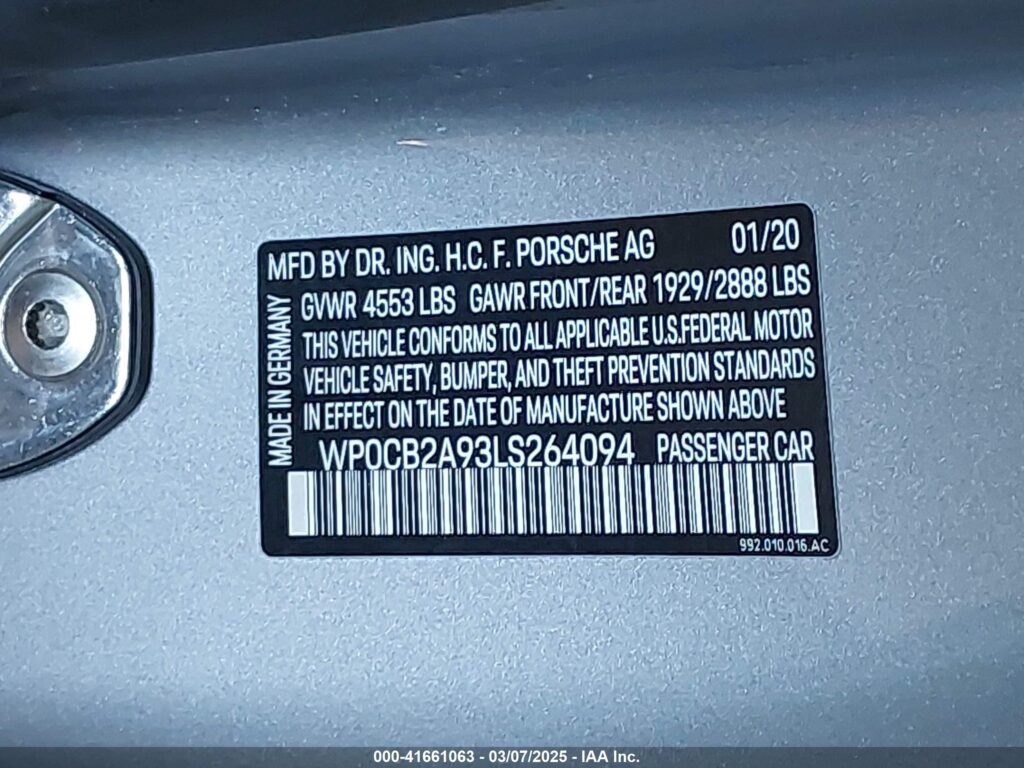 MFD BY DR. ING. H.C. F. PORSCHE AG 01/20
GVWR 4553 LBS GAWR FRONT/REAR 1929/2888 LBS
THIS VEHICLE CONFORMS TO ALL APPLICABLE U.S.FEDERAL MOTOR
VEHICLE SAFETY, BUMPER, AND THEFT PREVENTION STANDARDS
IN EFFECT ON THE DATE OF MANUFACTURE SHOWN ABOVE
MADE IN GERMANY
WP0CB2A93LS264094 PASSENGER CAR
992.010.016.AC
000-41661063 - 03/07/2025 - IAA Inc.